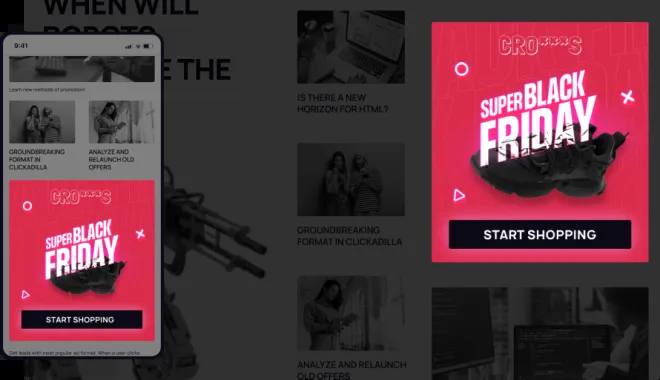 WHEN WILL
ROBOTS
E THE
9:41
Learn new methods of promotion!
GROUNDBREAKING
FORMAT IN
CLICKADILLA
ANALYZE AND
RELAUNCH OLD
OFFERS
CRO***S
SUPER BLACK
FRIDAY
START SHOPPING
Get leads with most popular ad format. When a user clicks
IS THERE A NEW
HORIZON FOR HTML?
GROUNDBREAKING
FORMAT IN CLICKADILLA
ANALYZE AND RELAUNCH
OLD OFFERS
CRO***S
SUPER BLACK
FRIDAY
START SHOPPING